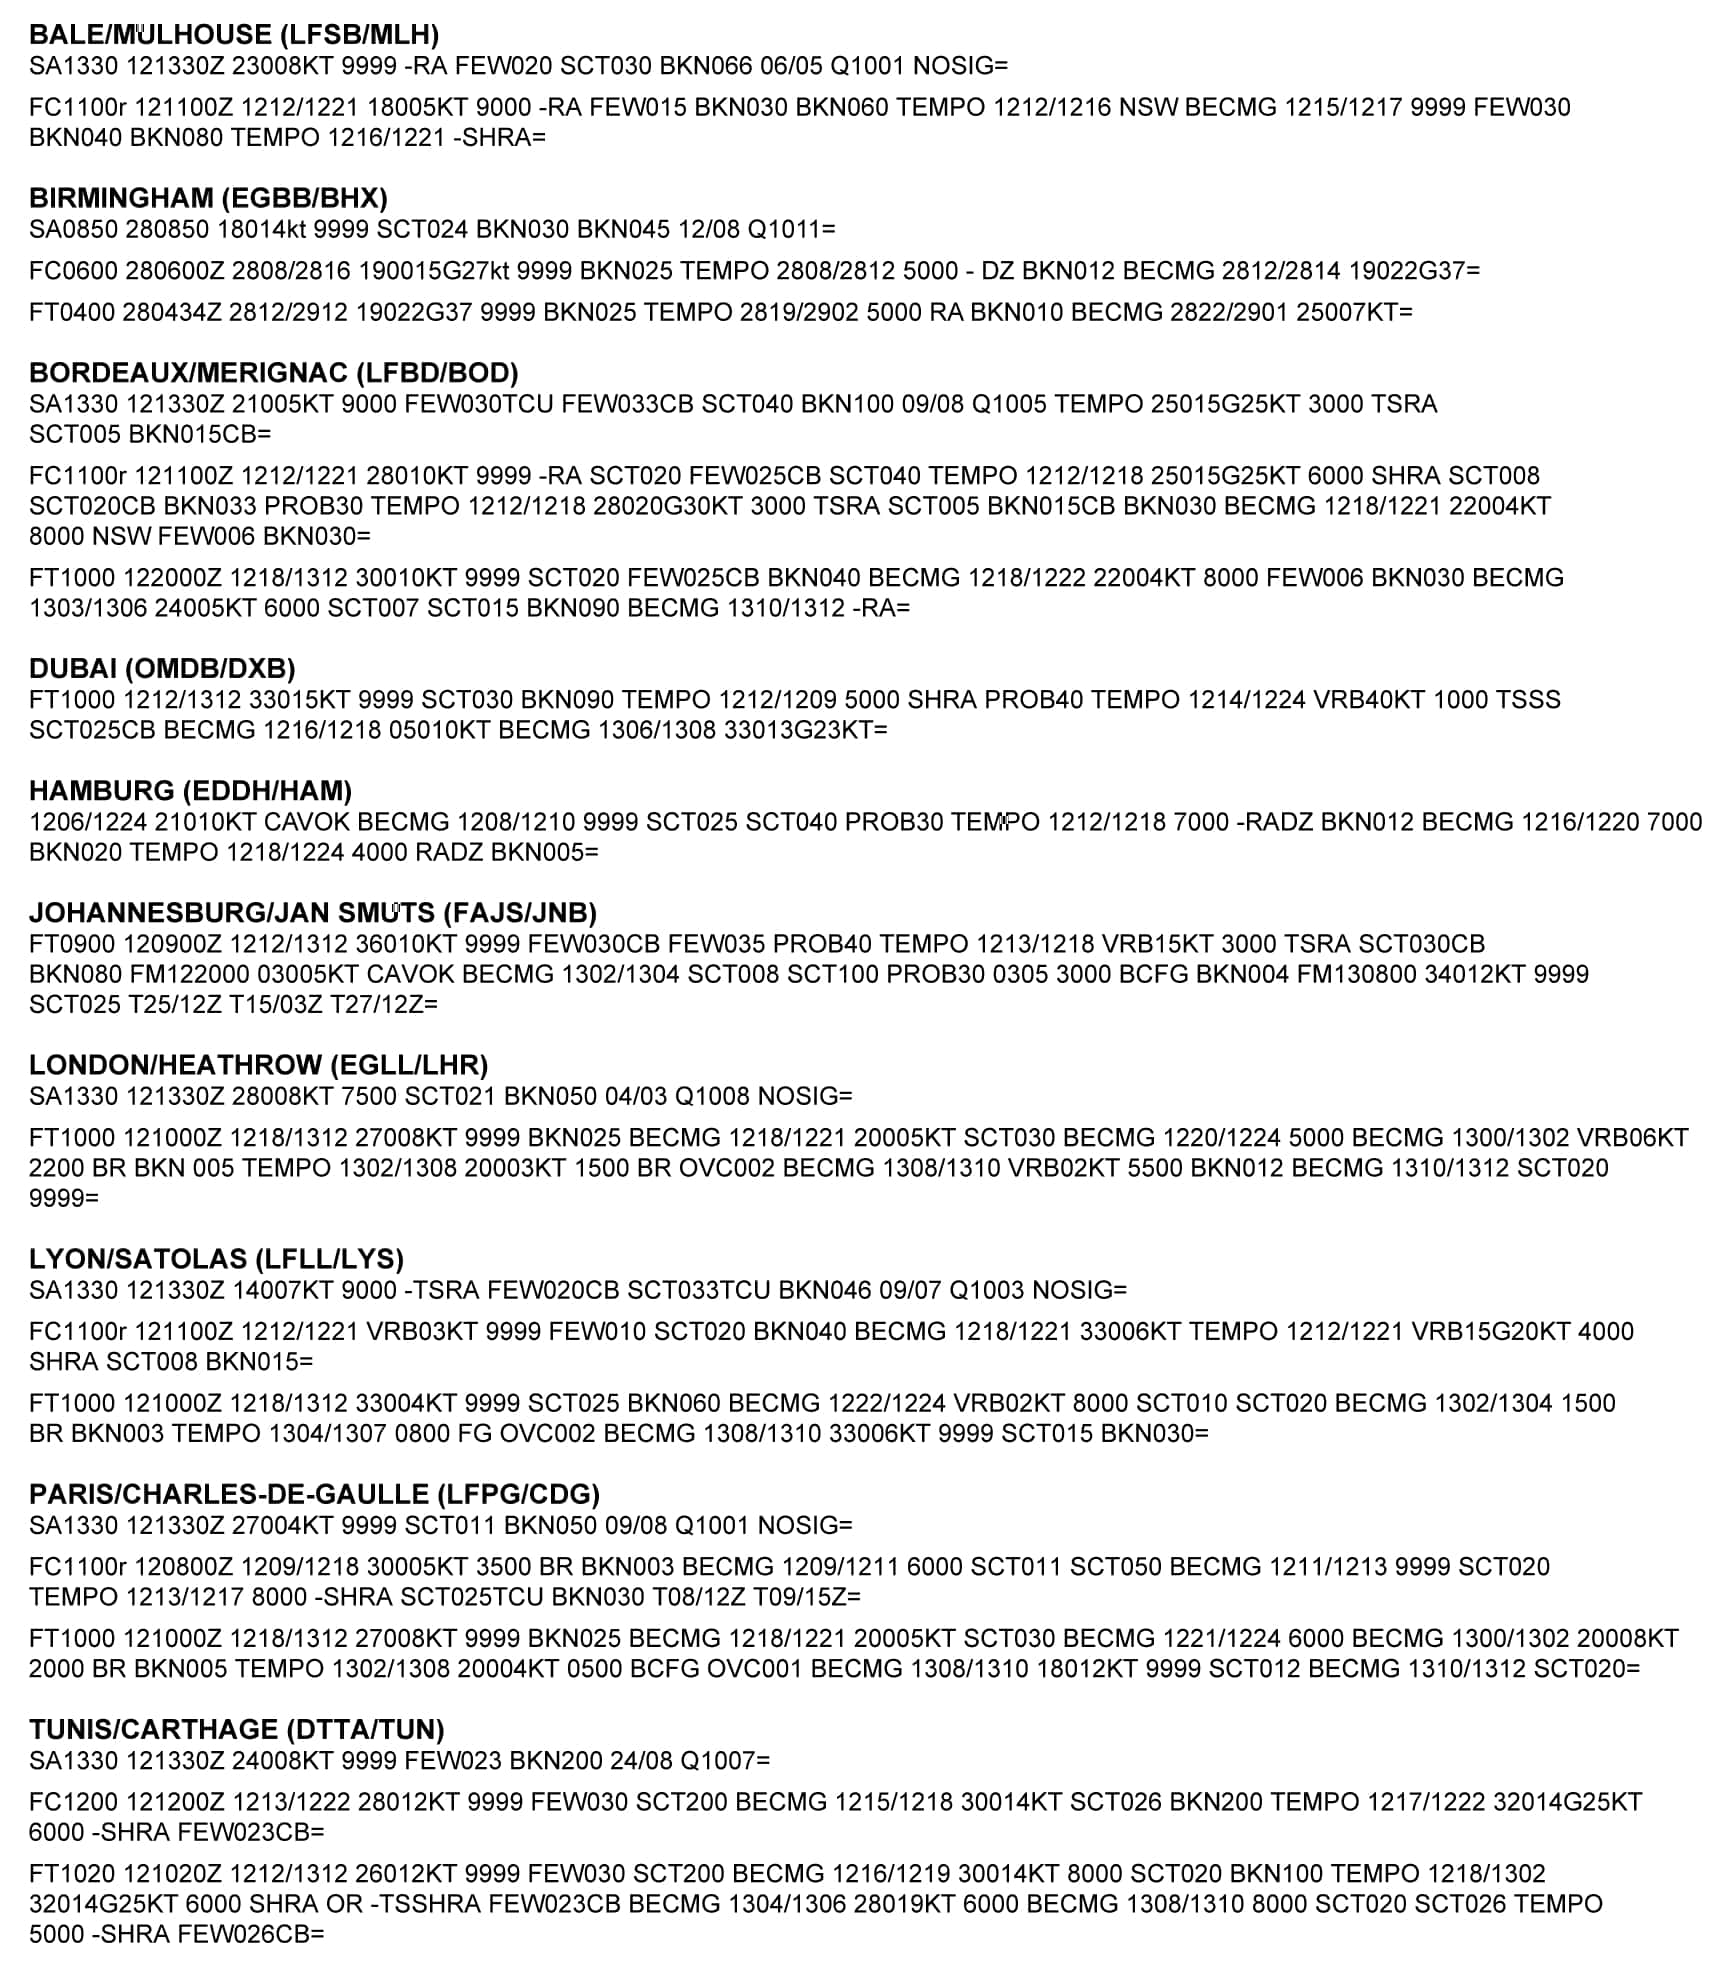 BALE/MULHOUSE (LFSB/MLH)
SA1330 121330Z 23008KT 9999 -RA FEW020 SCT030 BKN066 06/05 Q1001 NOSIG=
FC1100r 121100Z 1212/1221 18005KT 9000 -RA FEW015 BKN030 BKN060 TEMPO 1212/1216 NSW BECMG 1215/1217 9999 FEW030
BKN040 BKN080 TEMPO 1216/1221 -SHRA=
BIRMINGHAM (EGBB/BHX)
SA0850 280850 18014kt 9999 SCT024 BKN030 BKN045 12/08 Q1011=
FC0600 280600Z 2808/2816 190015G27kt 9999 BKN025 TEMPO 2808/2812 5000 - DZ BKN012 BECMG 2812/2814 19022G37=
FT0400 280434Z 2812/2912 19022G37 9999 BKN025 TEMPO 2819/2902 5000 RA BKN010 BECMG 2822/2901 25007KT=
BORDEAUX/MERIGNAC (LFBD/BOD)
SA1330 121330Z 21005KT 9000 FEW030TCU FEW033CB SCT040 BKN100 09/08 Q1005 TEMPO 25015G25KT 3000 TSRA
SCT005 BKN015CB=
FC1100r 121100Z 1212/1221 28010KT 9999 -RA SCT020 FEW025CB SCT040 TEMPO 1212/1218 25015G25KT 6000 SHRA SCT008
SCT020CB BKN033 PROB30 TEMPO 1212/1218 28020G30KT 3000 TSRA SCT005 BKN015CB BKN030 BECMG 1218/1221 22004KT
8000 NSW FEW006 BKN030=
FT1000 122000Z 1218/1312 30010KT 9999 SCT020 FEW025CB BKN040 BECMG 1218/1222 22004KT 8000 FEW006 BKN030 BECMG
1303/1306 24005KT 6000 SCT007 SCT015 BKN090 BECMG 1310/1312 -RA=
DUBAI (OMDB/DXB)
FT1000 1212/1312 33015KT 9999 SCT030 BKN090 TEMPO 1212/1209 5000 SHRA PROB40 TEMPO 1214/1224 VRB40KT 1000 TSSS
SCT025CB BECMG 1216/1218 05010KT BECMG 1306/1308 33013G23KT=
HAMBURG (EDDH/HAM)
1206/1224 21010KT CAVOK BECMG 1208/1210 9999 SCT025 SCT040 PROB30 TEMPO 1212/1218 7000 -RADZ BKN012 BECMG 1216/1220 7000
BKN020 TEMPO 1218/1224 4000 RADZ BKN005=
JOHANNESBURG/JAN SMUTS (FAJS/JNB)
FT0900 120900Z 1212/1312 36010KT 9999 FEW030CB FEW035 PROB40 TEMPO 1213/1218 VRB15KT 3000 TSRA SCT030CB
BKN080 FM122000 03005KT CAVOK BECMG 1302/1304 SCT008 SCT100 PROB30 0305 3000 BCFG BKN004 FM130800 34012KT 9999
SCT025 T25/12Z T15/03Z T27/12Z=
LONDON/HEATHROW (EGLL/LHR)
SA1330 121330Z 28008KT 7500 SCT021 BKN050 04/03 Q1008 NOSIG=
FT1000 121000Z 1218/1312 27008KT 9999 BKN025 BECMG 1218/1221 20005KT SCT030 BECMG 1220/1224 5000 BECMG 1300/1302 VRB06KT
2200 BR BKN 005 TEMPO 1302/1308 20003KT 1500 BR OVC002 BECMG 1308/1310 VRB02KT 5500 BKN012 BECMG 1310/1312 SCT020
9999=
LYON/SATOLAS (LFLL/LYS)
SA1330 121330Z 14007KT 9000 -TSRA FEW020CB SCT033TCU BKN046 09/07 Q1003 NOSIG=
FC1100r 121100Z 1212/1221 VRB03KT 9999 FEW010 SCT020 BKN040 BECMG 1218/1221 33006KT TEMPO 1212/1221 VRB15G20KT 4000
SHRA SCT008 BKN015=
FT1000 121000Z 1218/1312 33004KT 9999 SCT025 BKN060 BECMG 1222/1224 VRB02KT 8000 SCT010 SCT020 BECMG 1302/1304 1500
BR BKN003 TEMPO 1304/1307 0800 FG OVC002 BECMG 1308/1310 33006KT 9999 SCT015 BKN030=
PARIS/CHARLES-DE-GAULLE (LFPG/CDG)
SA1330 121330Z 27004KT 9999 SCT011 BKN050 09/08 Q1001 NOSIG=
FC1100r 120800Z 1209/1218 30005KT 3500 BR BKN003 BECMG 1209/1211 6000 SCT011 SCT050 BECMG 1211/1213 9999 SCT020
TEMPO 1213/1217 8000 -SHRA SCT025TCU BKN030 T08/12Z T09/15Z=
FT1000 121000Z 1218/1312 27008KT 9999 BKN025 BECMG 1218/1221 20005KT SCT030 BECMG 1221/1224 6000 BECMG 1300/1302 20008KT
2000 BR BKN005 TEMPO 1302/1308 20004KT 0500 BCFG OVC001 BECMG 1308/1310 18012KT 9999 SCT012 BECMG 1310/1312 SCT020=
TUNIS/CARTHAGE (DTTA/TUN)
SA1330 121330Z 24008KT 9999 FEW023 BKN200 24/08 Q1007=
FC1200 121200Z 1213/1222 28012KT 9999 FEW030 SCT200 BECMG 1215/1218 30014KT SCT026 BKN200 TEMPO 1217/1222 32014G25KT
6000 -SHRA FEW023CB=
FT1020 121020Z 1212/1312 26012KT 9999 FEW030 SCT200 BECMG 1216/1219 30014KT 8000 SCT020 BKN100 TEMPO 1218/1302
32014G25KT 6000 SHRA OR -TSSHRA FEW023CB BECMG 1304/1306 28019KT 6000 BECMG 1308/1310 8000 SCT020 SCT026 TEMPO
5000 -SHRA FEW026CB=